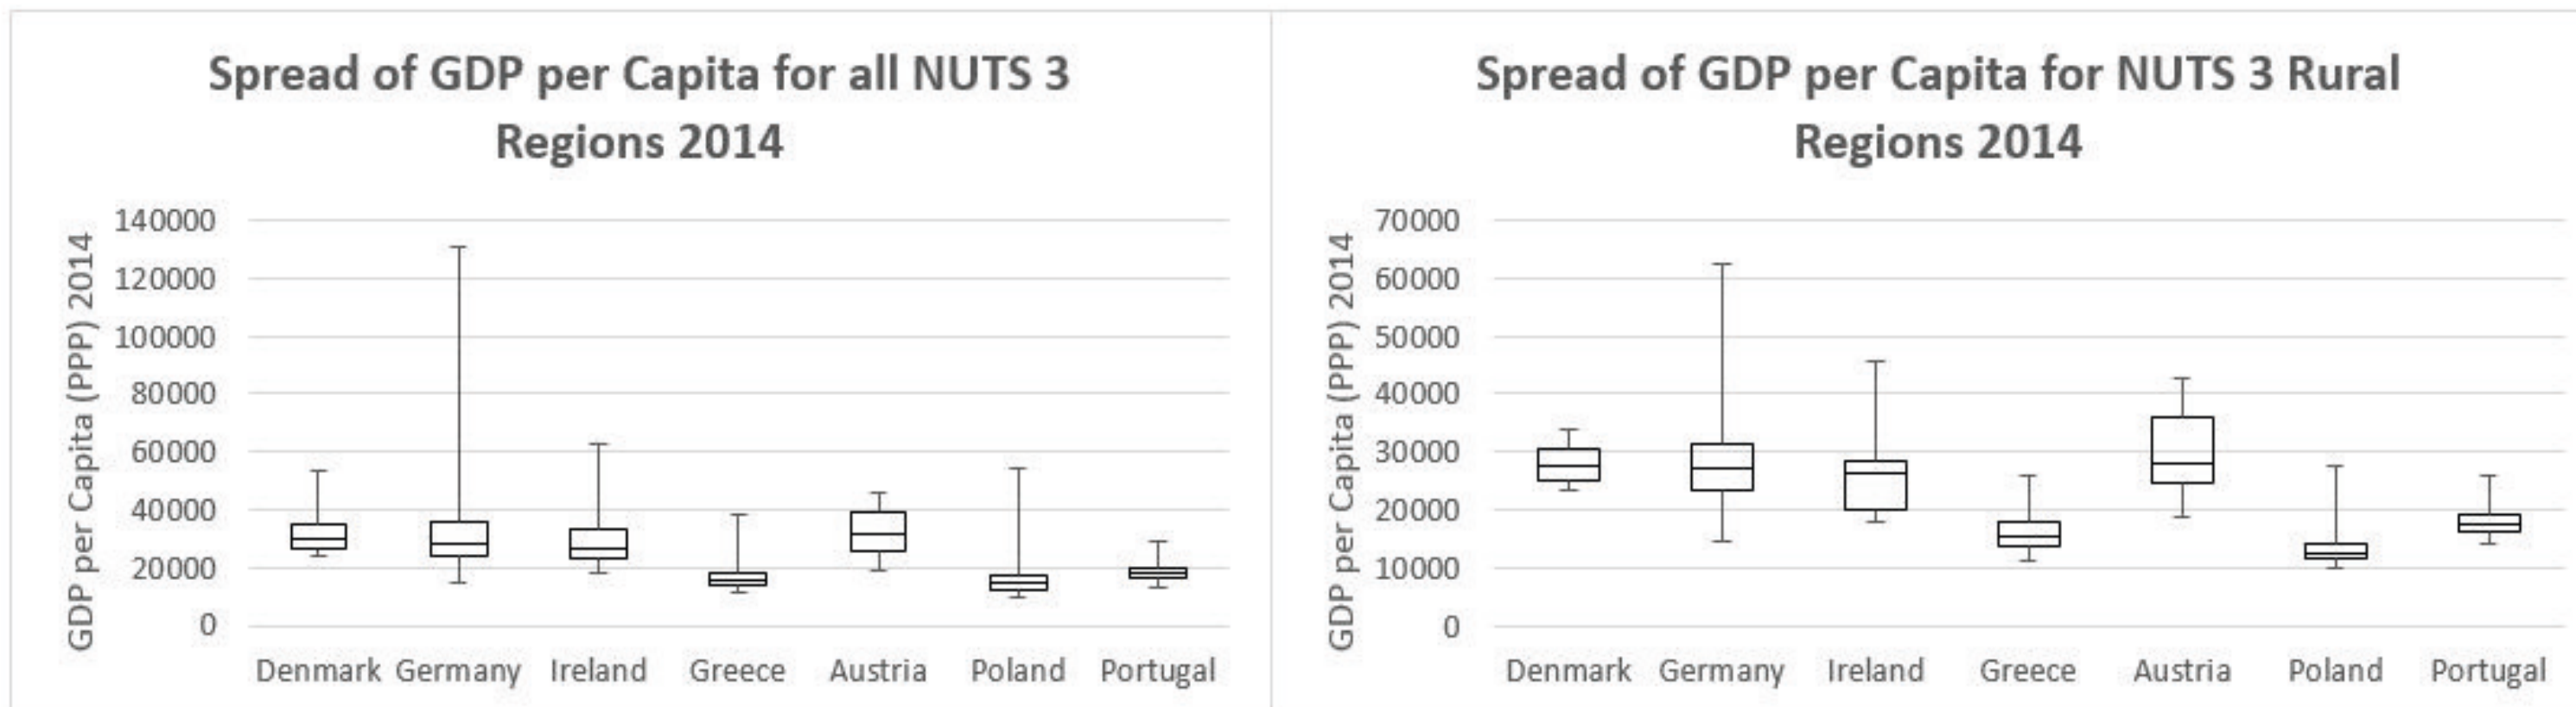 Spread of GDP per Capita for all NUTS 3
Regions 2014
GDP per Capita (PPP) 2014
140000
120000
100000
80000
60000
40000
20000
0
Denmark Germany Ireland Greece Austria Poland Portugal
Spread of GDP per Capita for NUTS 3 Rural
Regions 2014
GDP per Capita (PPP) 2014
70000
60000
50000
40000
30000
20000
10000
0
Denmark Germany Ireland Greece Austria Poland Portugal